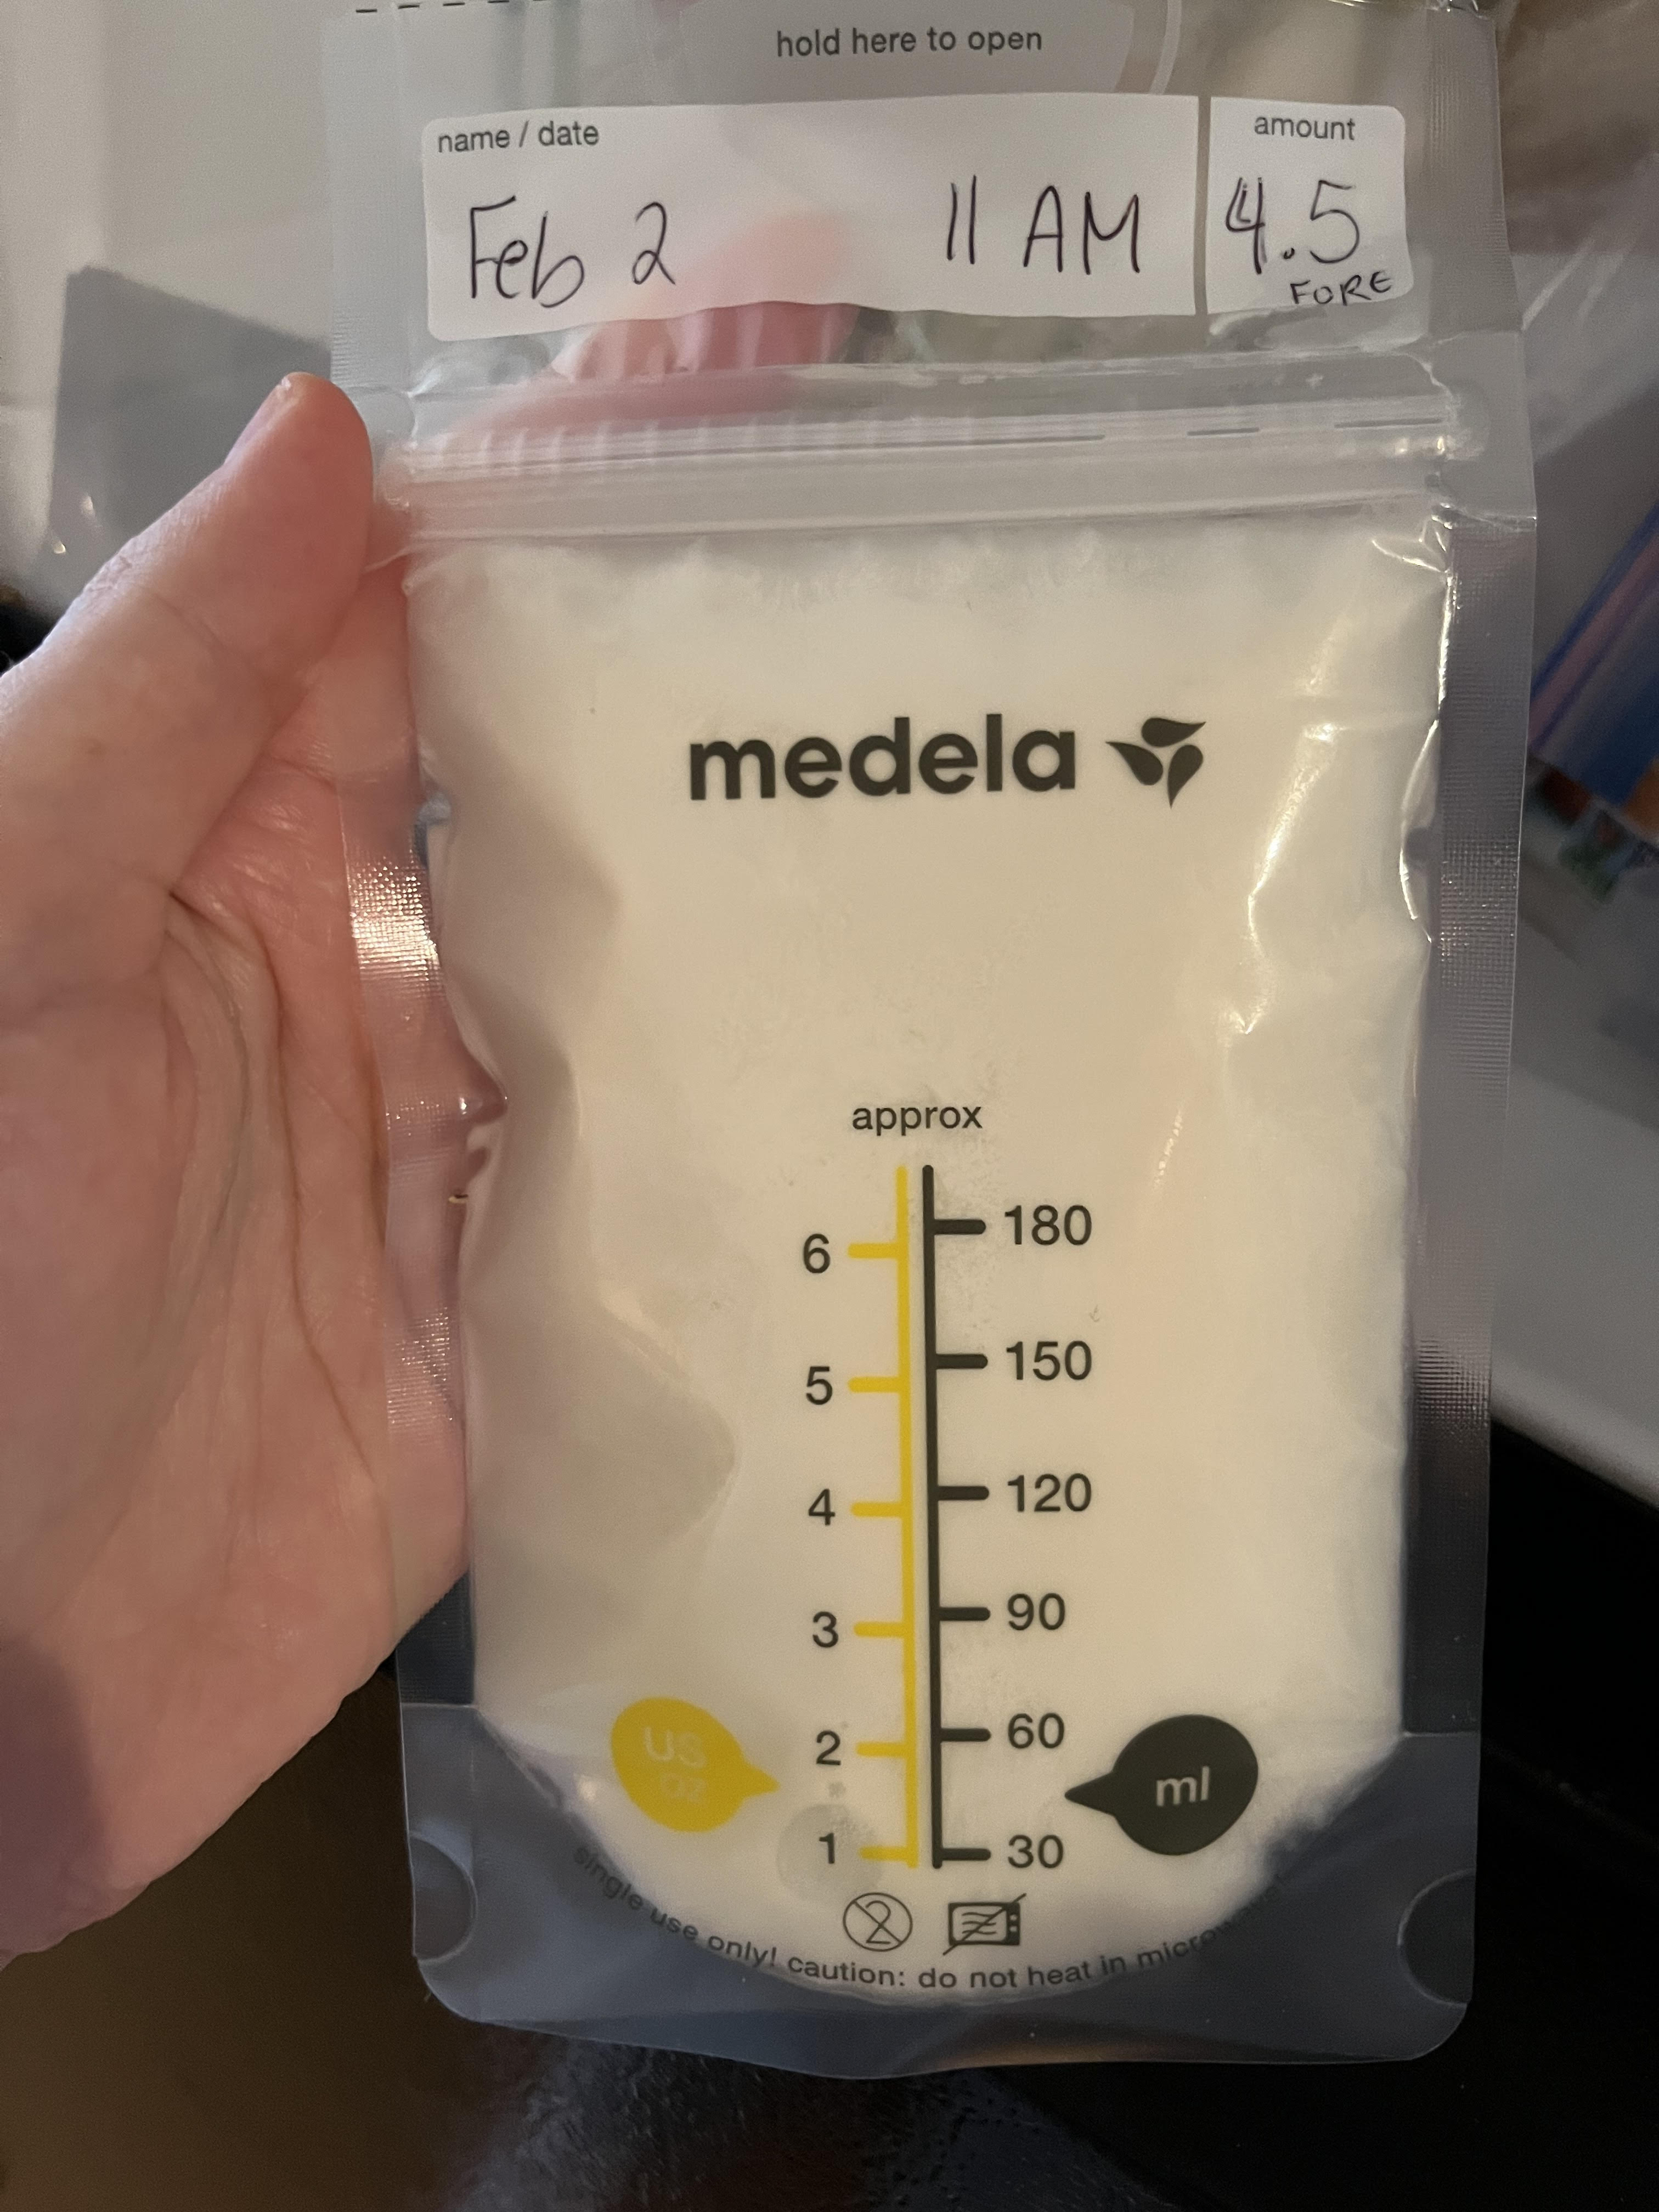 hold here to open
name / date
amount
Feb 2 11 AM
4.5
FORE
medela
approx
6 180
5 150
4 120
3 90
2 60
1 30
US
oz
ml
2
single use only! caution: do not heat in microwave!